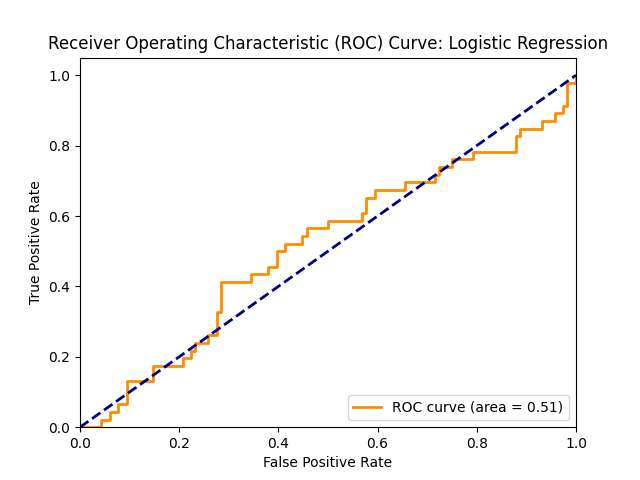 Receiver Operating Characteristic (ROC) Curve: Logistic Regression
1.0
0.8
0.6
0.4
0.2
0.0
True Positive Rate
ROC curve (area = 0.51)
0.0 0.2 0.4 0.6 0.8 1.0
False Positive Rate